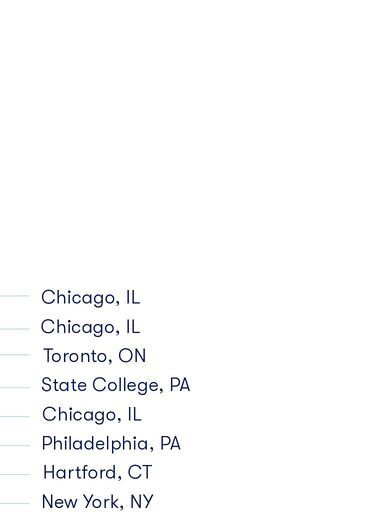 Chicago, IL
Chicago, IL
Toronto, ON
State College, PA
Chicago, IL
Philadelphia, PA
Hartford, CT
New York, NY